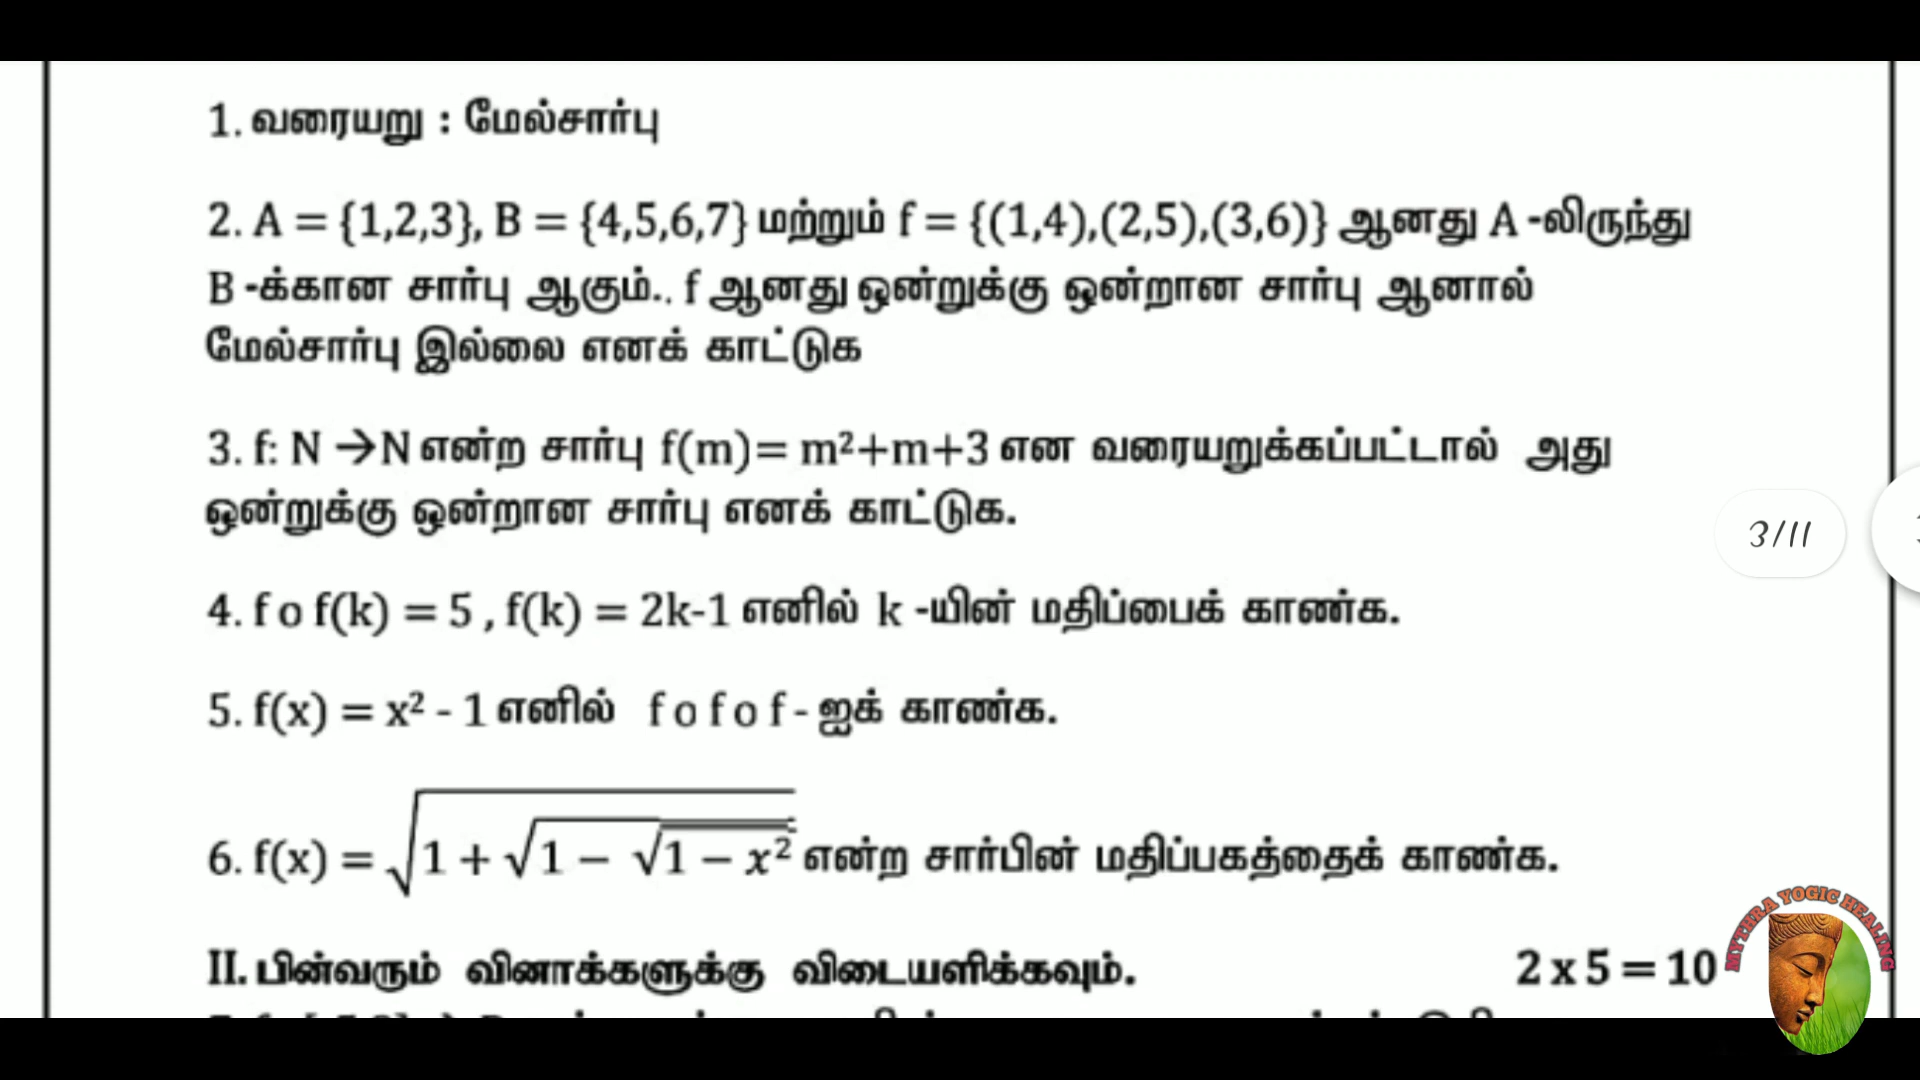 1. வரையறு : மேல்சார்பு
2. A = {1,2,3}, B = {4,5,6,7} மற்றும் f = {(1,4),(2,5),(3,6)} ஆனது A -லிருந்து
B -க்கான சார்பு ஆகும்.. f ஆனது ஒன்றுக்கு ஒன்றான சார்பு ஆனால்
மேல்சார்பு இல்லை எனக் காட்டுக
3. f: N →N என்ற சார்பு f(m)= m²+m+3 என வரையறுக்கப்பட்டால் அது
ஒன்றுக்கு ஒன்றான சார்பு எனக் காட்டுக.
3/11
4. f o f(k) = 5 , f(k) = 2k-1 எனில் k -யின் மதிப்பைக் காண்க.
5. f(x) = x² - 1 எனில் f o f o f - ஐக் காண்க.
6. f(x) = √(1 + √(1 − √(1 − x²))) என்ற சார்பின் மதிப்பகத்தைக் காண்க.
II. பின்வரும் வினாக்களுக்கு விடையளிக்கவும். 2 x 5 = 10
MYTHRA YOGIC HEALING